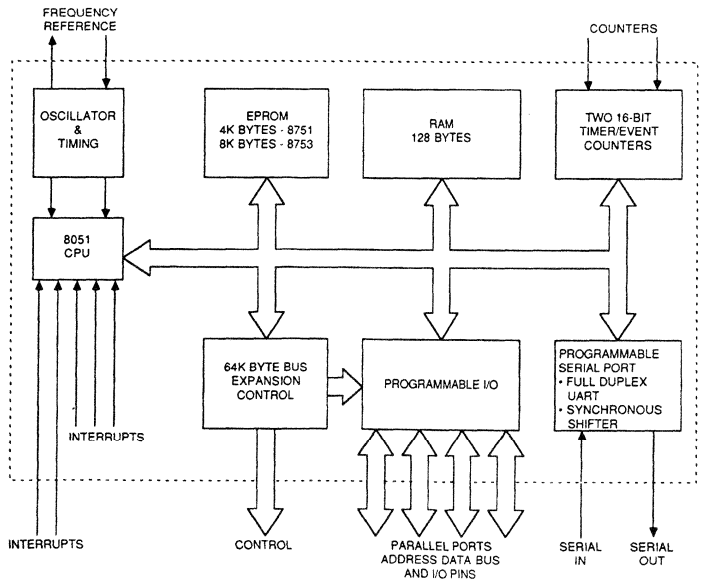 FREQUENCY
REFERENCE
COUNTERS
OSCILLATOR
&
TIMING
EPROM
4K BYTES - 8751
8K BYTES - 8753
RAM
128 BYTES
TWO 16-BIT
TIMER/EVENT
COUNTERS
8051
CPU
64K BYTE BUS
EXPANSION
CONTROL
PROGRAMMABLE I/O
PROGRAMMABLE
SERIAL PORT
• FULL DUPLEX
UART
• SYNCHRONOUS
SHIFTER
INTERRUPTS
INTERRUPTS
CONTROL
PARALLEL PORTS
ADDRESS DATA BUS
AND I/O PINS
SERIAL
IN
SERIAL
OUT